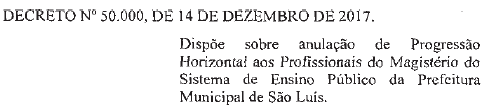 DECRETO Nº 50.000, DE 14 DE DEZEMBRO DE 2017.
Dispõe sobre anulação de Progressão
Horizontal aos Profissionais do Magistério do
Sistema de Ensino Público da Prefeitura
Municipal de São Luís.